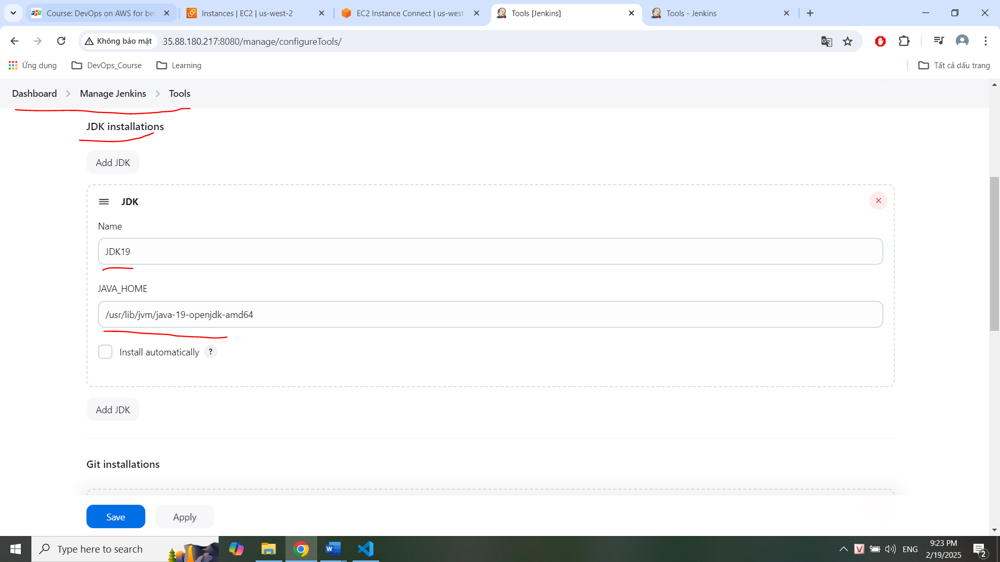 Course: DevOps on AWS for beg
Instances | EC2 | us-west-2
EC2 Instance Connect | us-west-
Tools [Jenkins]
Tools - Jenkins
Không bảo mật
35.88.180.217:8080/manage/configureTools/
Ứng dụng
DevOps_Course
Learning
Tất cả dấu trang
Dashboard
Manage Jenkins
Tools
JDK installations
Add JDK
JDK
Name
JDK19
JAVA_HOME
/usr/lib/jvm/java-19-openjdk-amd64
Install automatically ?
Add JDK
Git installations
Save
Apply
Type here to search
ENG
9:23 PM
2/19/2025
2